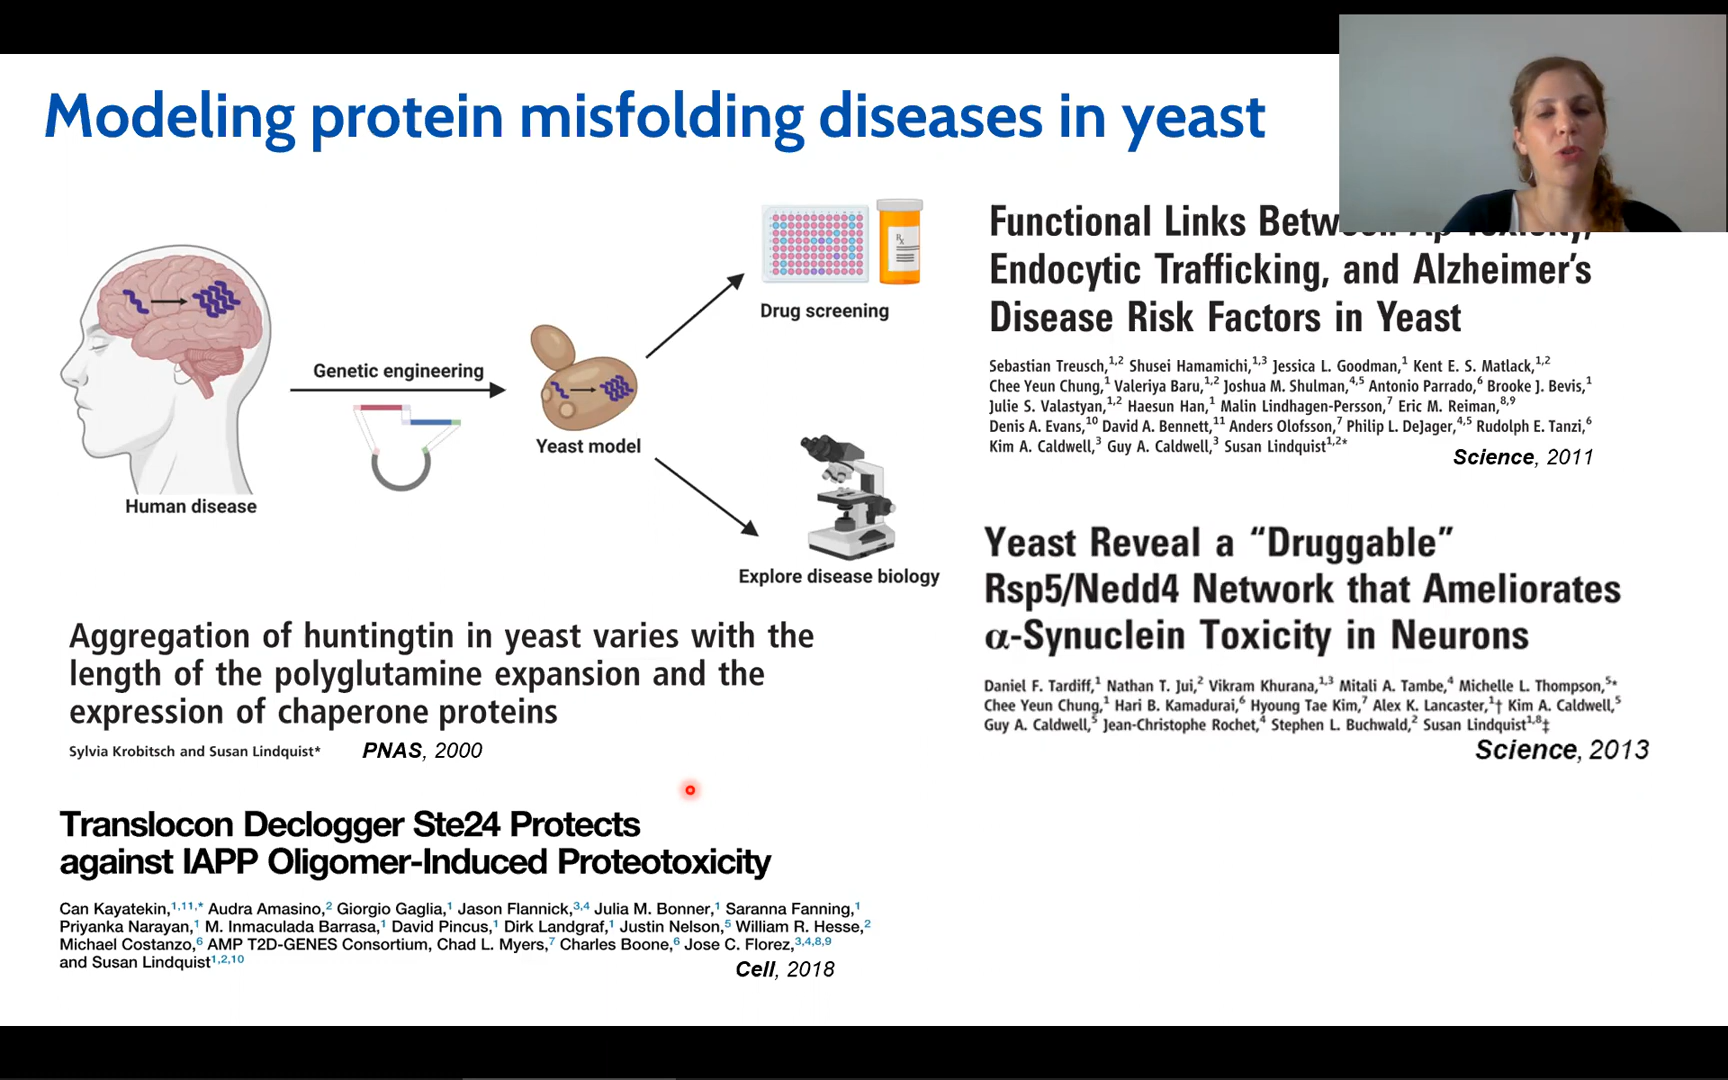 Modeling protein misfolding diseases in yeast
Human disease
Genetic engineering
Yeast model
Drug screening
Rx
Explore disease biology
Functional Links Between Aβ Toxicity,
Endocytic Trafficking, and Alzheimer's
Disease Risk Factors in Yeast
Sebastian Treusch,1,2 Shusei Hamamichi,1,3 Jessica L. Goodman,1 Kent E. S. Matlack,1,2
Chee Yeun Chung,1 Valeriya Baru,1,2 Joshua M. Shulman,4,5 Antonio Parrado,6 Brooke J. Bevis,1
Julie S. Valastyan,1,2 Haesun Han,1 Malin Lindhagen-Persson,7 Eric M. Reiman,8,9
Denis A. Evans,10 David A. Bennett,11 Anders Olofsson,7 Philip L. DeJager,4,5 Rudolph E. Tanzi,6
Kim A. Caldwell,3 Guy A. Caldwell,3 Susan Lindquist1,2*
Science, 2011
Yeast Reveal a “Druggable”
Rsp5/Nedd4 Network that Ameliorates
α-Synuclein Toxicity in Neurons
Daniel F. Tardiff,1 Nathan T. Jui,2 Vikram Khurana,1,3 Mitali A. Tambe,4 Michelle L. Thompson,5*
Chee Yeun Chung,1 Hari B. Kamadurai,6 Hyoung Tae Kim,7 Alex K. Lancaster,1† Kim A. Caldwell,5
Guy A. Caldwell,5 Jean-Christophe Rochet,4 Stephen L. Buchwald,2 Susan Lindquist1,8‡
Science, 2013
Aggregation of huntingtin in yeast varies with the
length of the polyglutamine expansion and the
expression of chaperone proteins
Sylvia Krobitsch and Susan Lindquist* PNAS, 2000
Translocon Declogger Ste24 Protects
against IAPP Oligomer-Induced Proteotoxicity
Can Kayatekin,1,11,* Audra Amasino,2 Giorgio Gaglia,1 Jason Flannick,3,4 Julia M. Bonner,1 Saranna Fanning,1
Priyanka Narayan,1 M. Inmaculada Barrasa,1 David Pincus,1 Dirk Landgraf,1 Justin Nelson,5 William R. Hesse,2
Michael Costanzo,6 AMP T2D-GENES Consortium, Chad L. Myers,7 Charles Boone,6 Jose C. Florez,3,4,8,9
and Susan Lindquist1,2,10
Cell, 2018